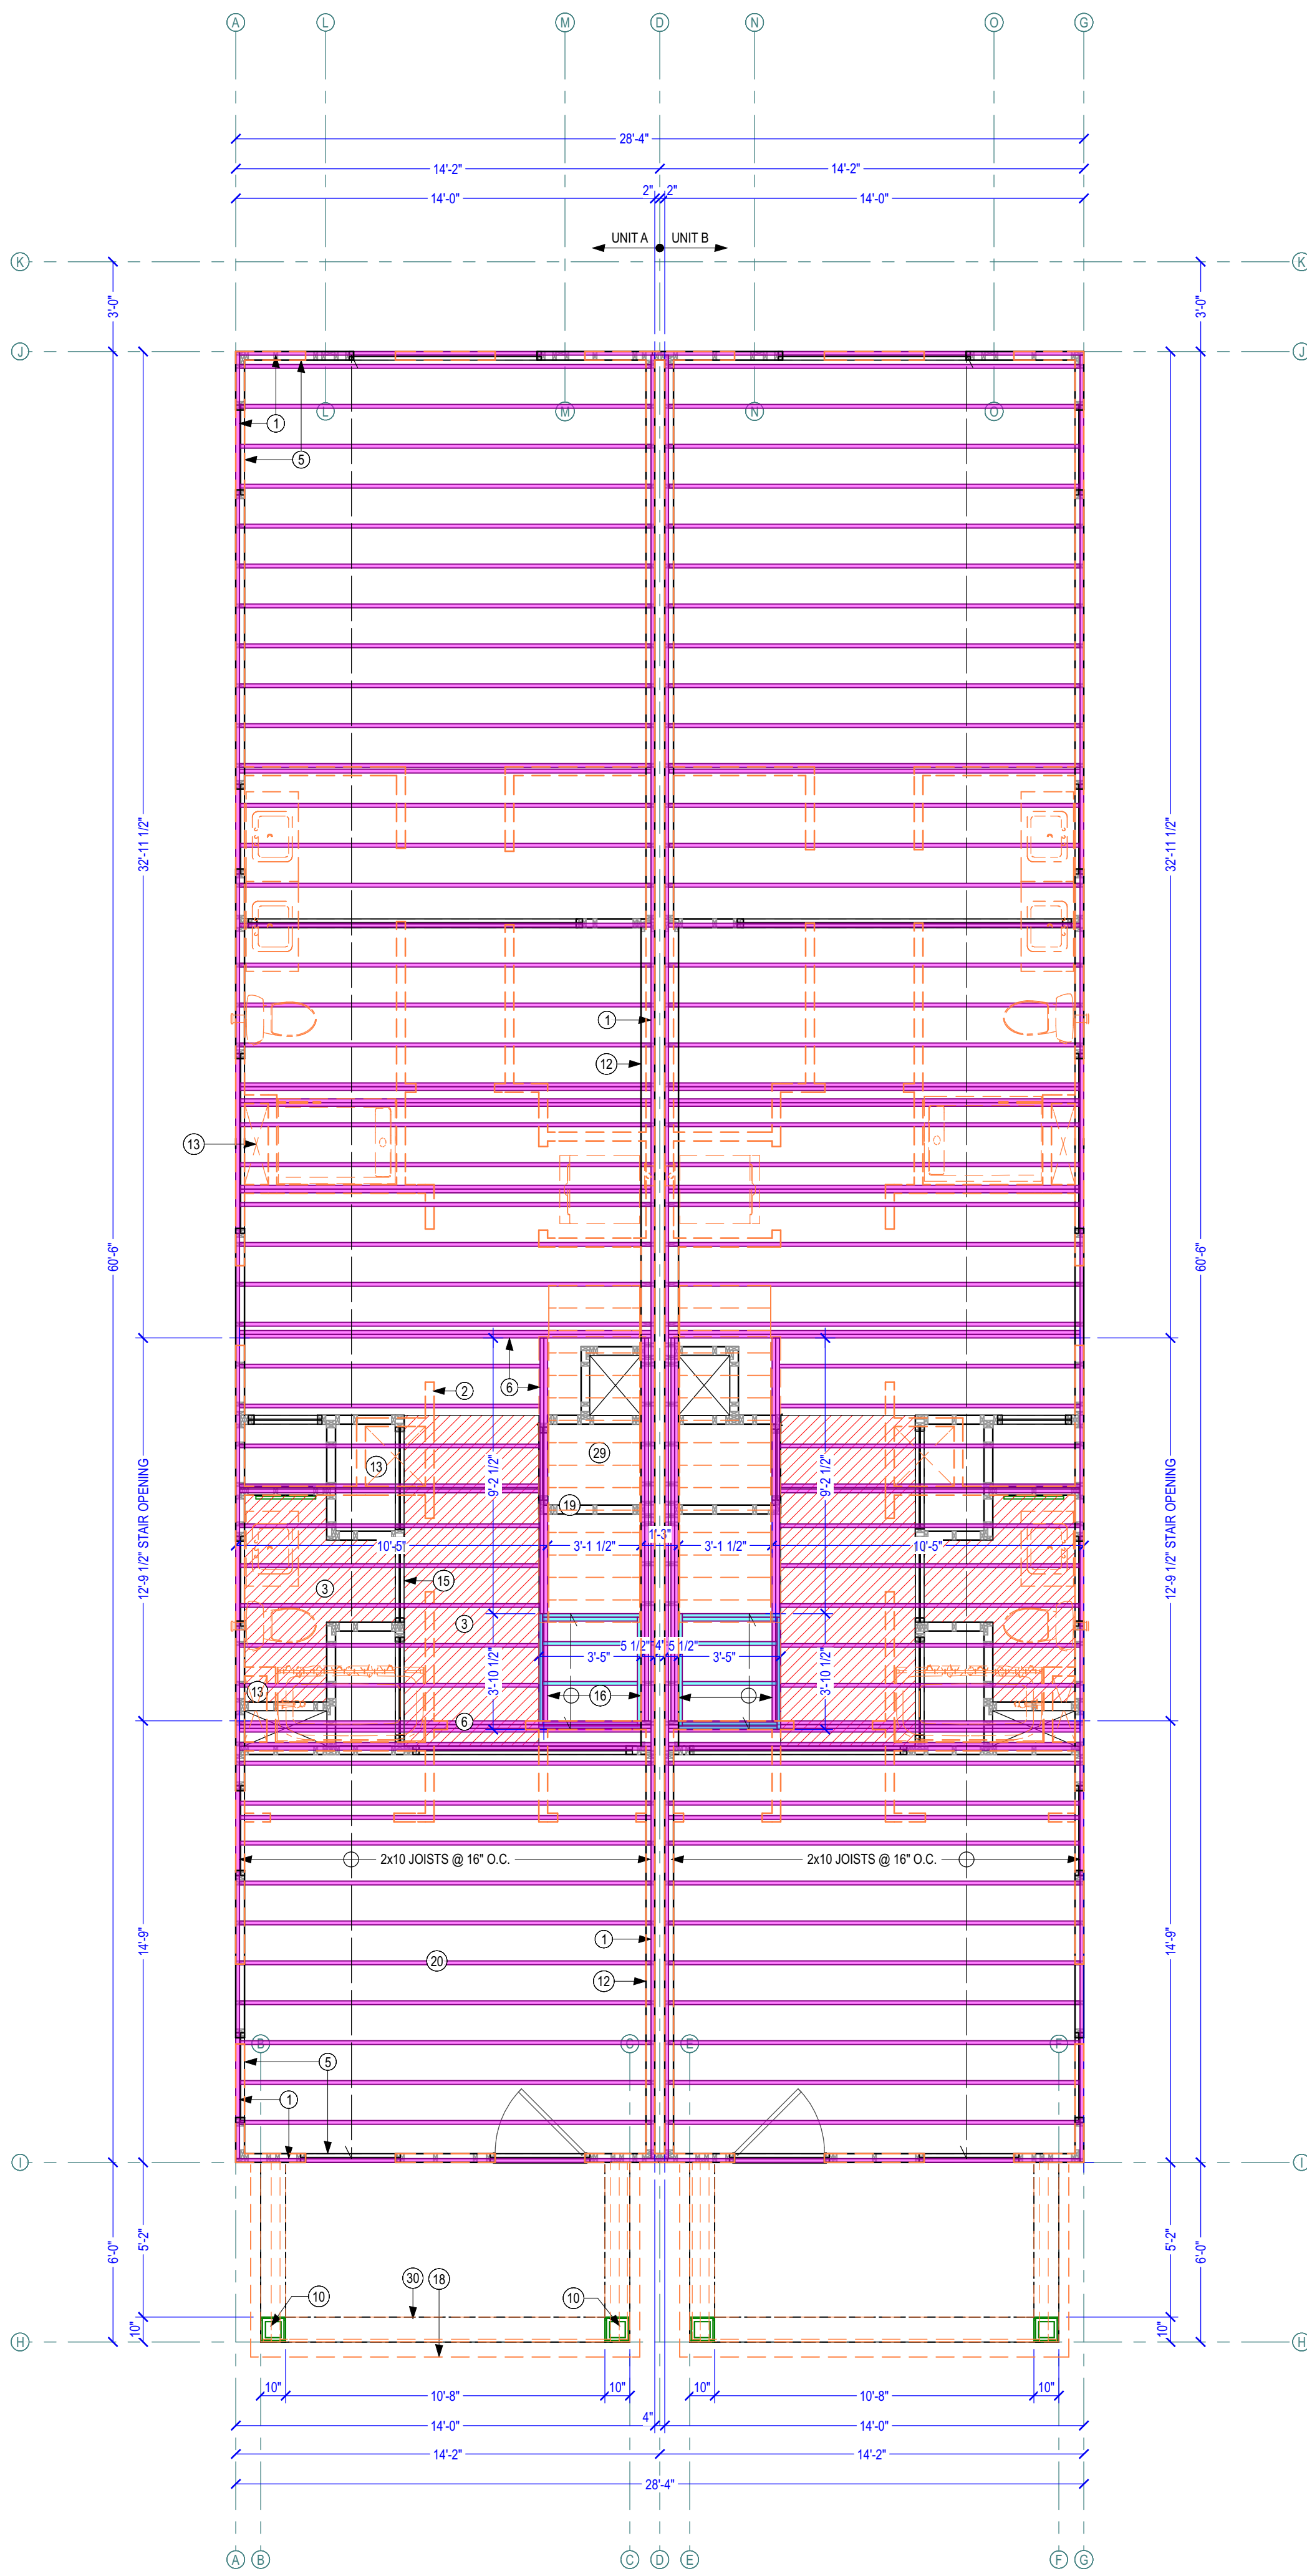 A L M D N O G
28'-4"
14'-2" 14'-2"
14'-0" 2" 2" 14'-0"
UNIT A UNIT B
K K
3'-0" 3'-0"
J J
L M N O
1
5
32'-11 1/2" 32'-11 1/2"
1
12
13
60'-6" 60'-6"
6 2
29
13
9'-2 1/2" 9'-2 1/2"
12'-9 1/2" STAIR OPENING 12'-9 1/2" STAIR OPENING
19
10'-5" 3'-1 1/2" 1'-3" 3'-1 1/2" 10'-5"
15
3
3
5 1/2" 4" 5 1/2"
3'-5" 3'-5"
3'-10 1/2" 3'-10 1/2"
13 16
6
2x10 JOISTS @ 16" O.C. 2x10 JOISTS @ 16" O.C.
1
14'-9" 14'-9"
20
12
B C E F
5
1
I I
5'-2" 5'-2"
6'-0" 6'-0"
30 18
10 10
10" 10"
H H
10" 10'-8" 10" 10" 10'-8" 10"
14'-0" 4" 14'-0"
14'-2" 14'-2"
28'-4"
A B C D E F G